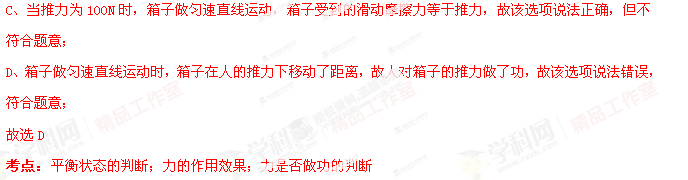 C、当推力为100N时，箱子做匀速直线运动，箱子受到的滑动摩擦力等于推力，故该选项说法正确，但不
符合题意；
D、箱子做匀速直线运动时，箱子在人的推力下移动了距离，故人对箱子的推力做了功，故该选项说法错误，
符合题意；
故选D
考点：平衡状态的判断；力的作用效果；力是否做功的判断